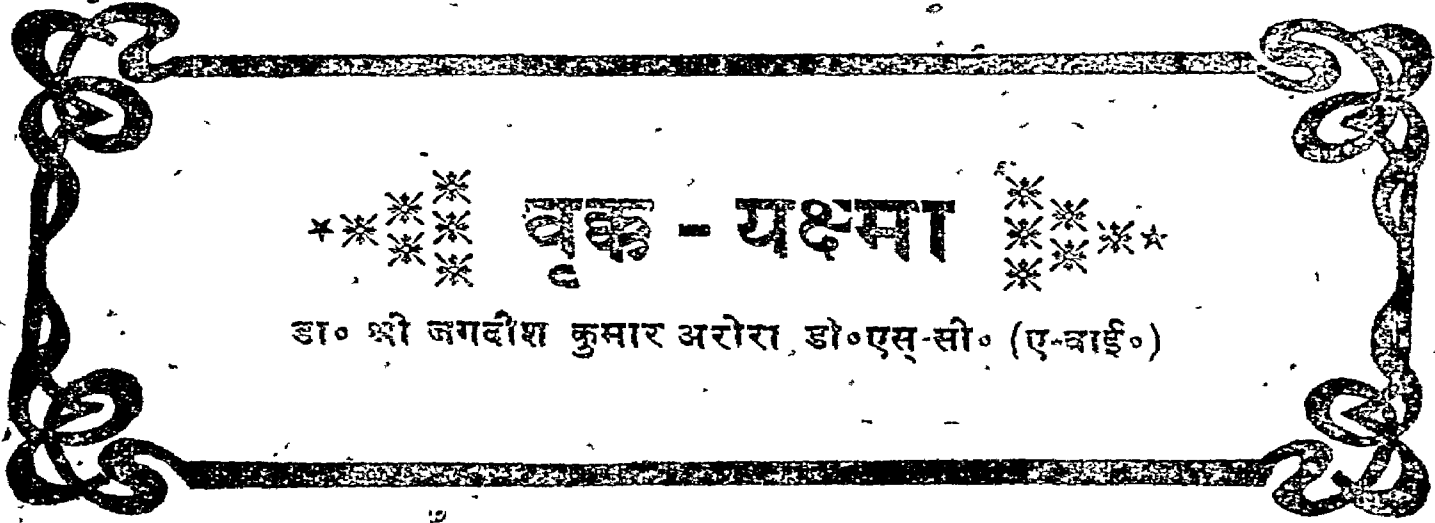 वृक्क - यक्ष्मा
डा० श्री जगदीश कुमार अरोरा डी०एस्-सी० (ए-वाई०)